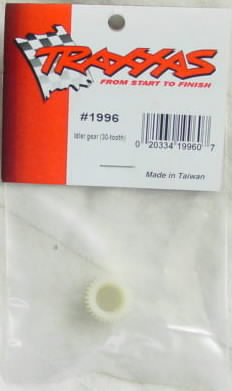 TRAXXAS
FROM START TO FINISH
#1996
Idler gear (30-tooth)
0 20334 19960 7
Made in Taiwan